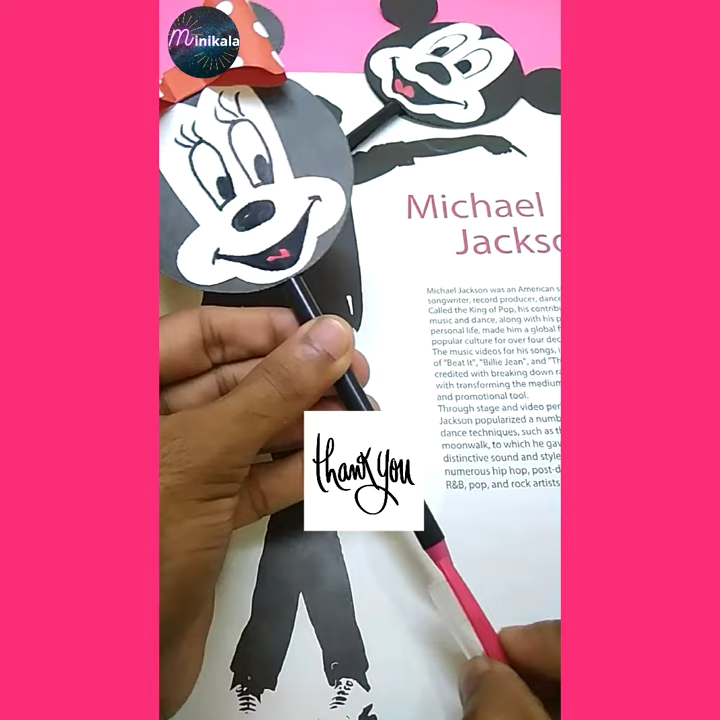 Minikala
Michael
Jackso
Michael Jackson was an American s
songwriter, record producer, dance
Called the King of Pop, his contrib
music and dance, along with his p
personal life, made him a global f
popular culture for over four dec
The music videos for his songs,
of "Beat It", "Billie Jean", and "Th
credited with breaking down ra
with transforming the medium
and promotional tool.
Through stage and video per
Jackson popularized a numb
dance techniques, such as th
moonwalk, to which he gav
distinctive sound and style
numerous hip hop, post-d
R&B, pop, and rock artists
thank you